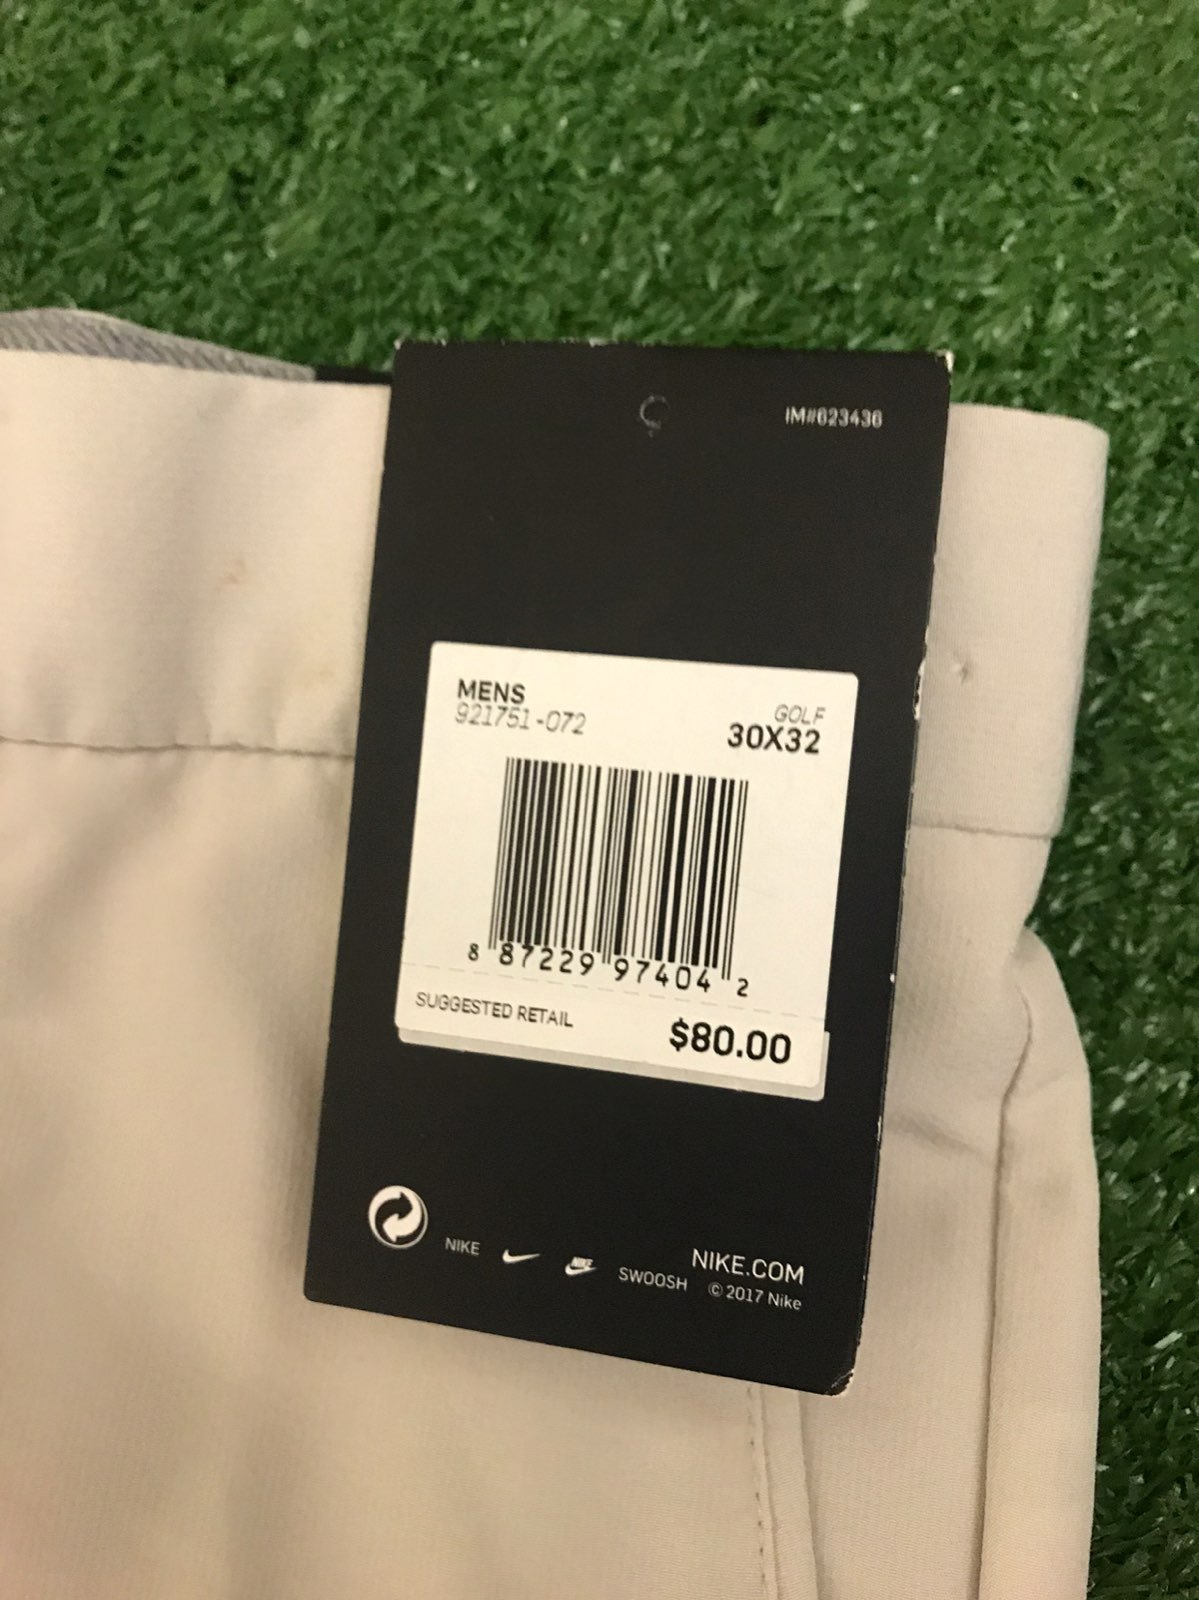 IM#623436
MENS
921751-072
GOLF
30X32
8 87229 97404 2
SUGGESTED RETAIL
$80.00
NIKE
NIKE
SWOOSH
NIKE.COM
© 2017 Nike